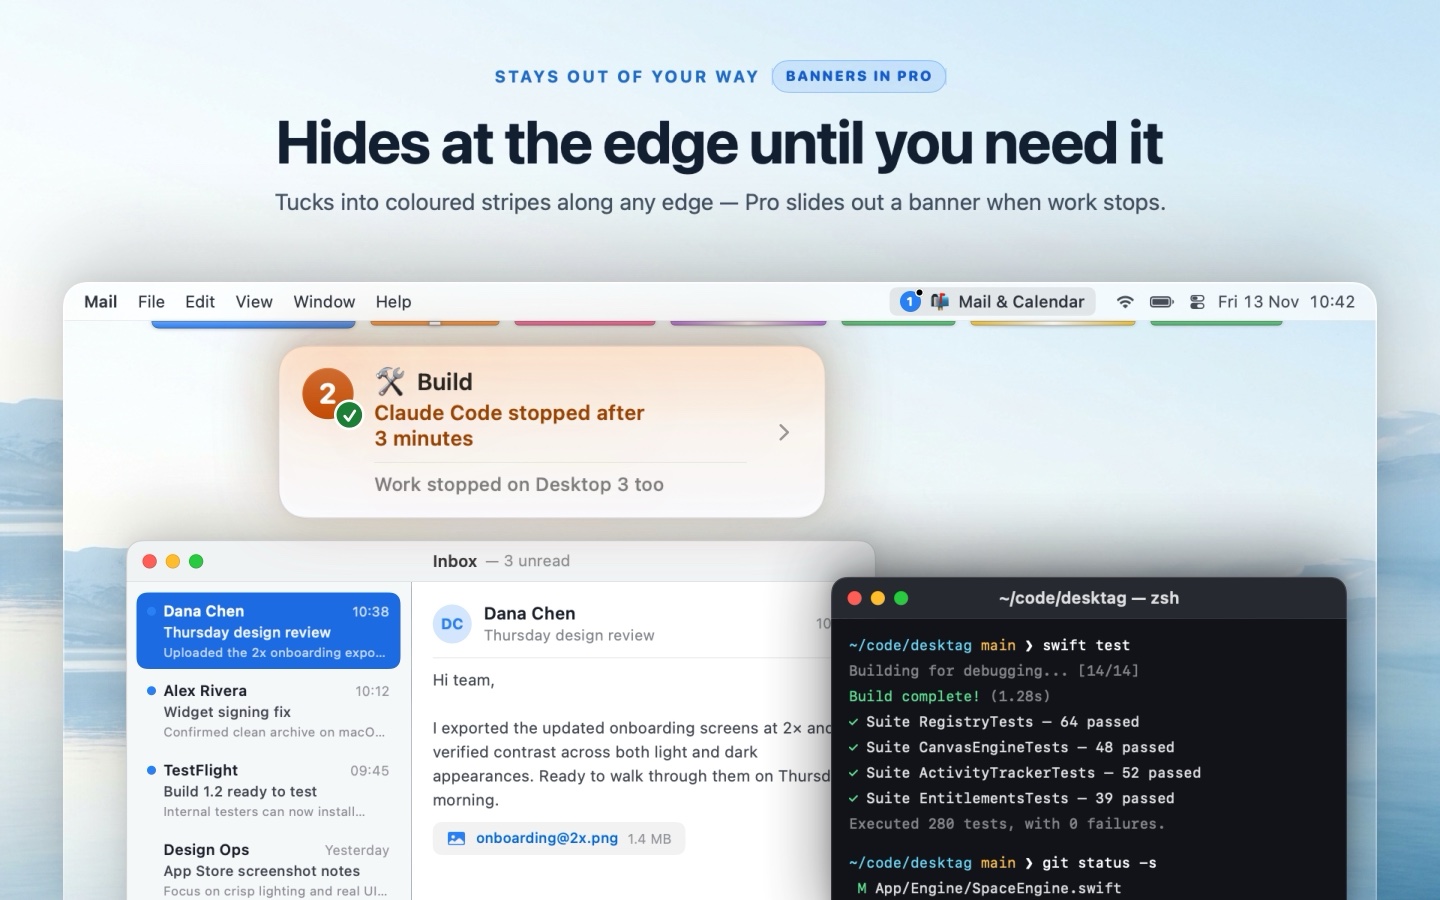 STAYS OUT OF YOUR WAY BANNERS IN PRO
Hides at the edge until you need it
Tucks into coloured stripes along any edge — Pro slides out a banner when work stops.
Mail File Edit View Window Help 1 Mail & Calendar Fri 13 Nov 10:42
2 Build
Claude Code stopped after
3 minutes
Work stopped on Desktop 3 too
Inbox — 3 unread
Dana Chen 10:38
Thursday design review
Uploaded the 2x onboarding expo...
Alex Rivera 10:12
Widget signing fix
Confirmed clean archive on macO...
TestFlight 09:45
Build 1.2 ready to test
Internal testers can now install...
Design Ops Yesterday
App Store screenshot notes
Focus on crisp lighting and real UI...
DC Dana Chen 10
Thursday design review
Hi team,
I exported the updated onboarding screens at 2x and
verified contrast across both light and dark
appearances. Ready to walk through them on Thursd
morning.
onboarding@2x.png 1.4 MB
~/code/desktag — zsh
~/code/desktag main ❯ swift test
Building for debugging... [14/14]
Build complete! (1.28s)
✓ Suite RegistryTests — 64 passed
✓ Suite CanvasEngineTests — 48 passed
✓ Suite ActivityTrackerTests — 52 passed
✓ Suite EntitlementsTests — 39 passed
Executed 280 tests, with 0 failures.
~/code/desktag main ❯ git status -s
M App/Engine/SpaceEngine.swift